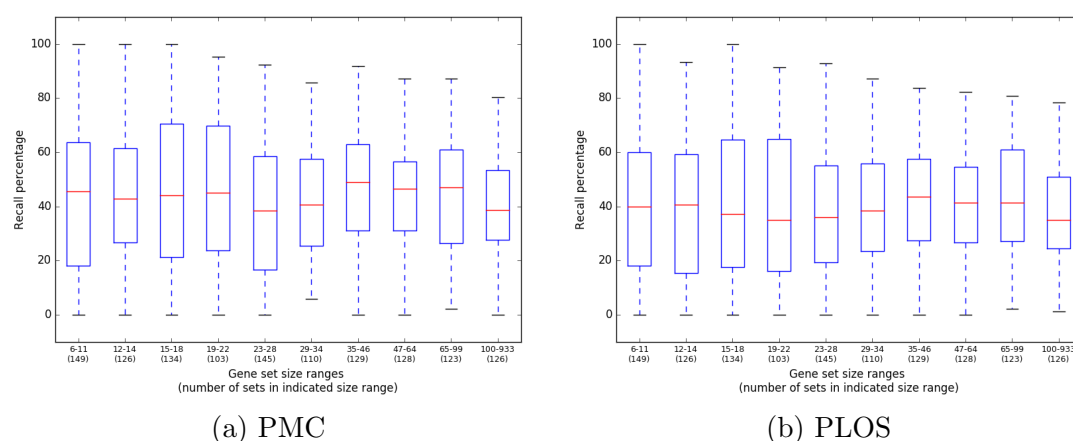 100
80
60
40
20
0
Recall percentage
6-11 12-14 15-18 19-22 23-28 29-34 35-46 47-64 65-99 100-933
(149) (126) (134) (103) (145) (110) (129) (128) (123) (126)
Gene set size ranges
(number of sets in indicated size range)
(a) PMC
100
80
60
40
20
0
Recall percentage
6-11 12-14 15-18 19-22 23-28 29-34 35-46 47-64 65-99 100-933
(149) (126) (134) (103) (145) (110) (129) (128) (123) (126)
Gene set size ranges
(number of sets in indicated size range)
(b) PLOS